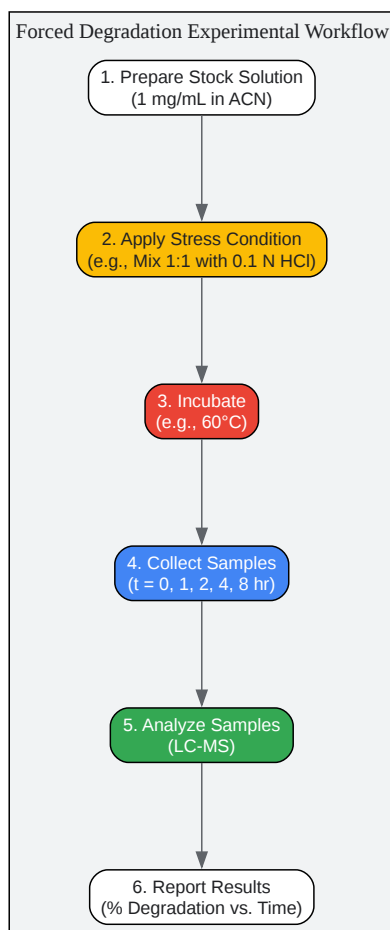 Forced Degradation Experimental Workflow
1. Prepare Stock Solution
(1 mg/mL in ACN)
2. Apply Stress Condition
(e.g., Mix 1:1 with 0.1 N HCl)
3. Incubate
(e.g., 60°C)
4. Collect Samples
(t = 0, 1, 2, 4, 8 hr)
5. Analyze Samples
(LC-MS)
6. Report Results
(% Degradation vs. Time)